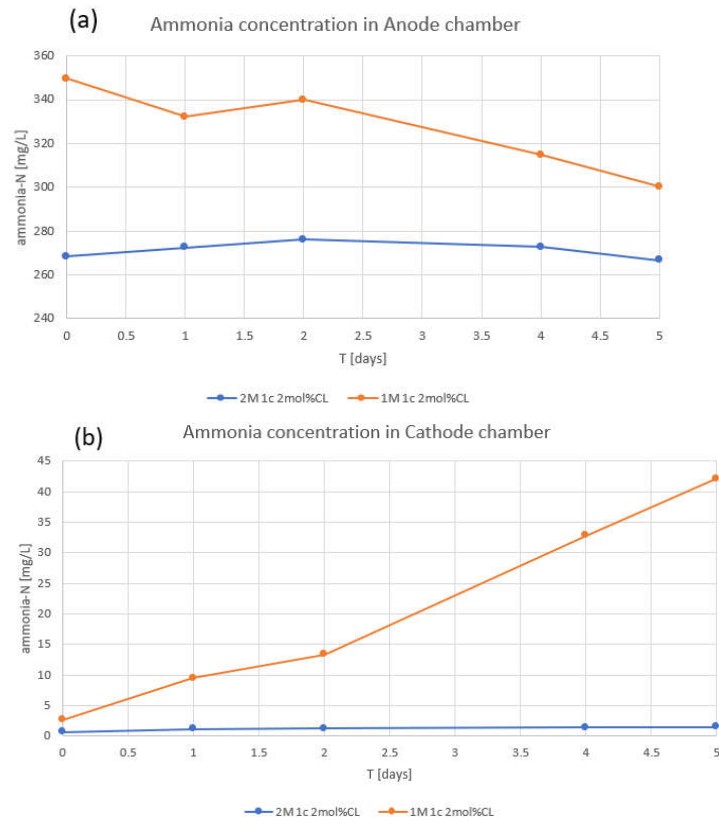 (a)
Ammonia concentration in Anode chamber
360
340
320
300
280
260
240
ammonia-N [mg/L]
0 0.5 1 1.5 2 2.5 3 3.5 4 4.5 5
T [days]
2M 1c 2mol%CL 1M 1c 2mol%CL
(b)
Ammonia concentration in Cathode chamber
45
40
35
30
25
20
15
10
5
0
ammonia-N [mg/L]
0 0.5 1 1.5 2 2.5 3 3.5 4 4.5 5
T [days]
2M 1c 2mol%CL 1M 1c 2mol%CL